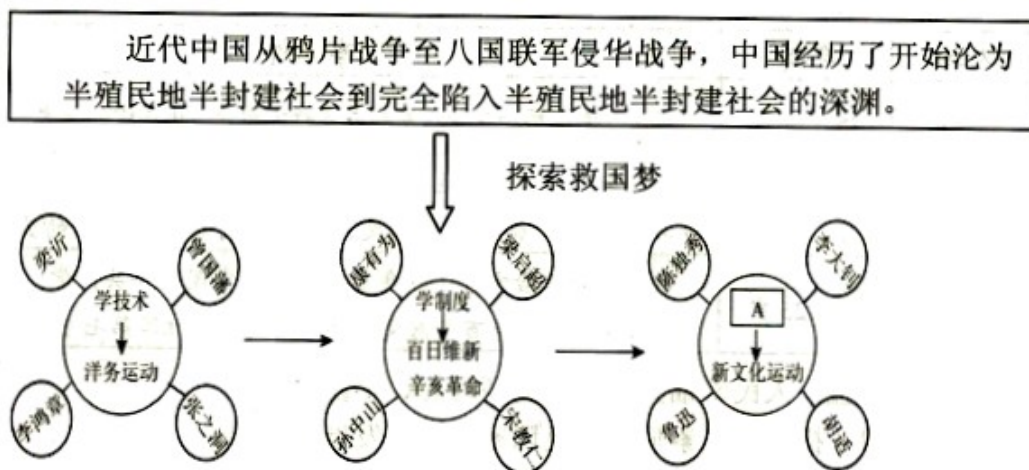 近代中国从鸦片战争至八国联军侵华战争，中国经历了开始沦为
半殖民地半封建社会到完全陷入半殖民地半封建社会的深渊。
探索救国梦
奕䜣
曾国藩
学技术
洋务运动
李鸿章
张之洞
康有为
梁启超
学制度
百日维新
辛亥革命
孙中山
宋教仁
陈独秀
李大钊
A
新文化运动
鲁迅
胡适